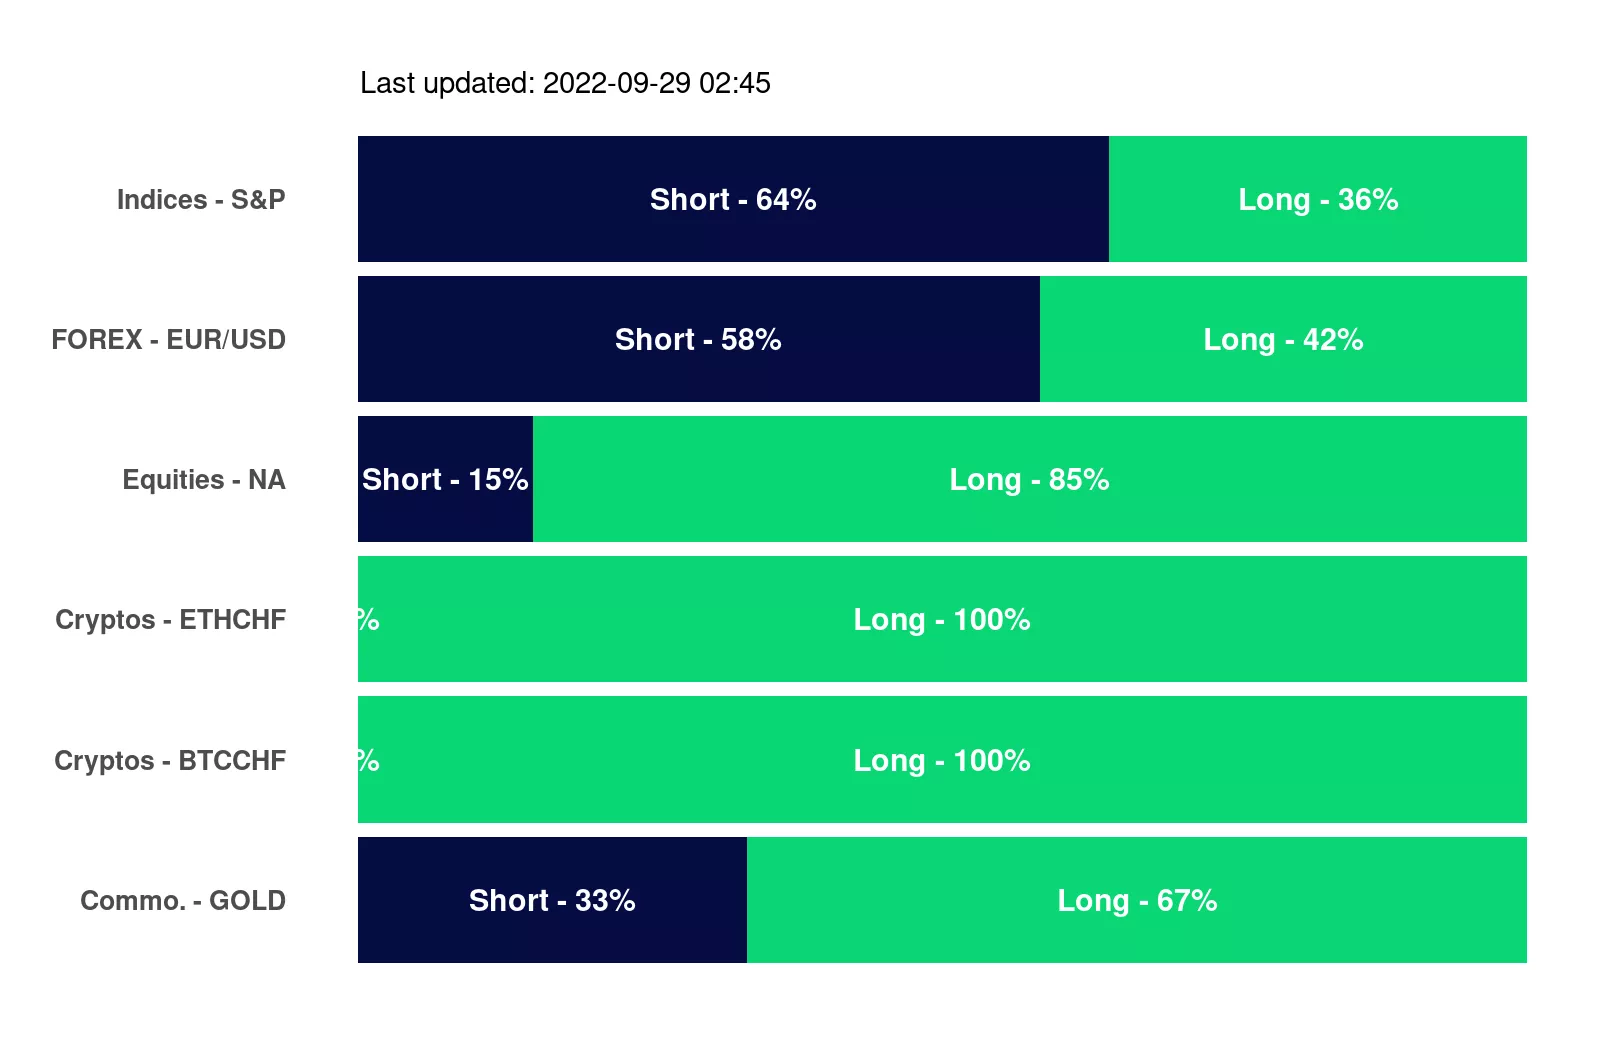 Last updated: 2022-09-29 02:45
Indices - S&P Short - 64% Long - 36%
FOREX - EUR/USD Short - 58% Long - 42%
Equities - NA Short - 15% Long - 85%
Cryptos - ETHCHF % Long - 100%
Cryptos - BTCCHF % Long - 100%
Commo. - GOLD Short - 33% Long - 67%